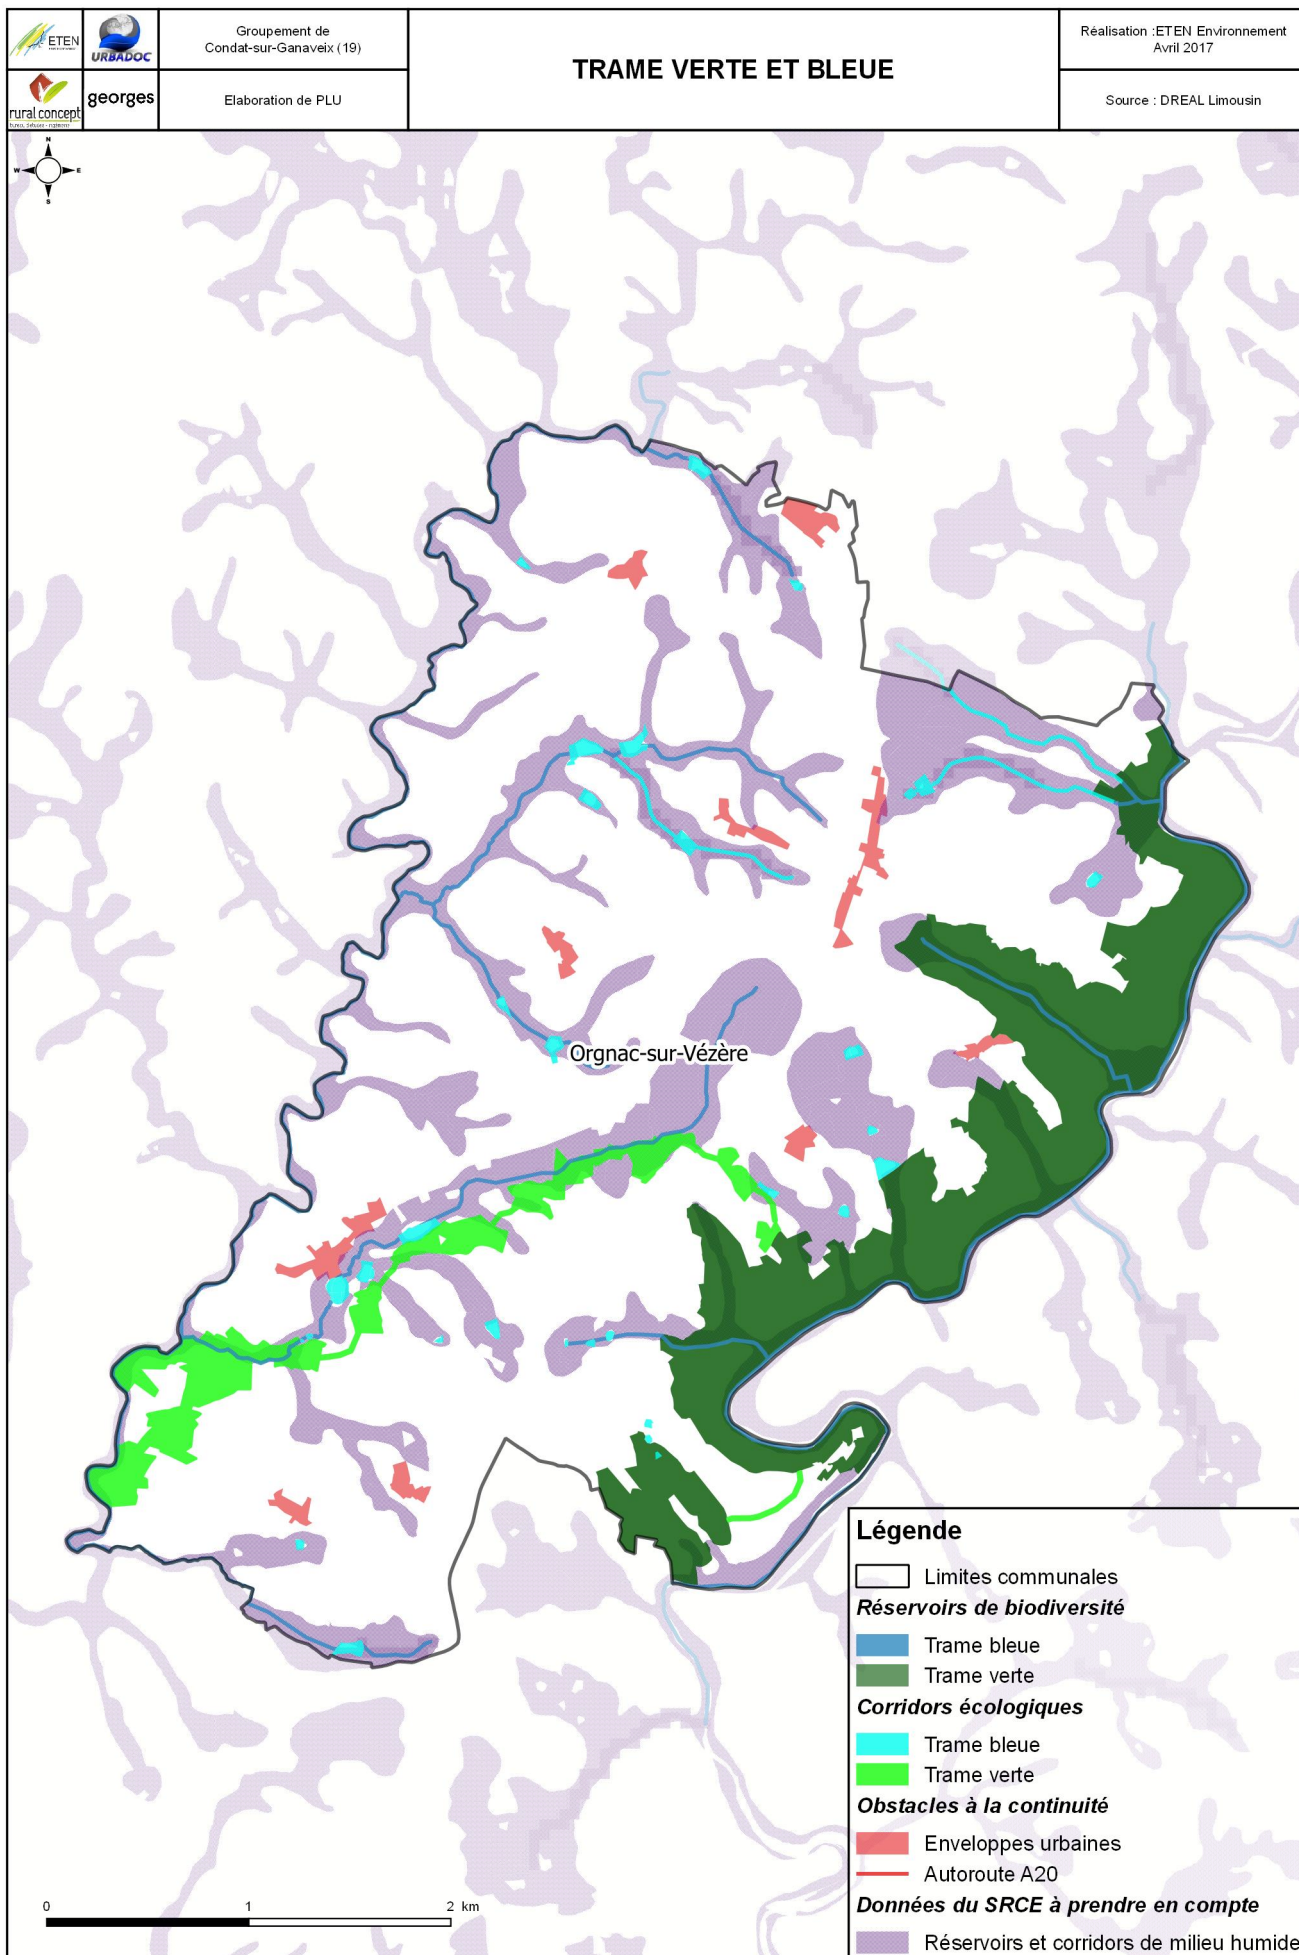 ETEN
URBADOC
Groupement de
Condat-sur-Ganaveix (19)
TRAME VERTE ET BLEUE
Réalisation :ETEN Environnement
Avril 2017
rural concept
georges
Elaboration de PLU
Source : DREAL Limousin
N
W
E
S
Orgnac-sur-Vézère
Légende
Limites communales
Réservoirs de biodiversité
Trame bleue
Trame verte
Corridors écologiques
Trame bleue
Trame verte
Obstacles à la continuité
Enveloppes urbaines
Autoroute A20
Données du SRCE à prendre en compte
Réservoirs et corridors de milieu humide
0 1 2 km